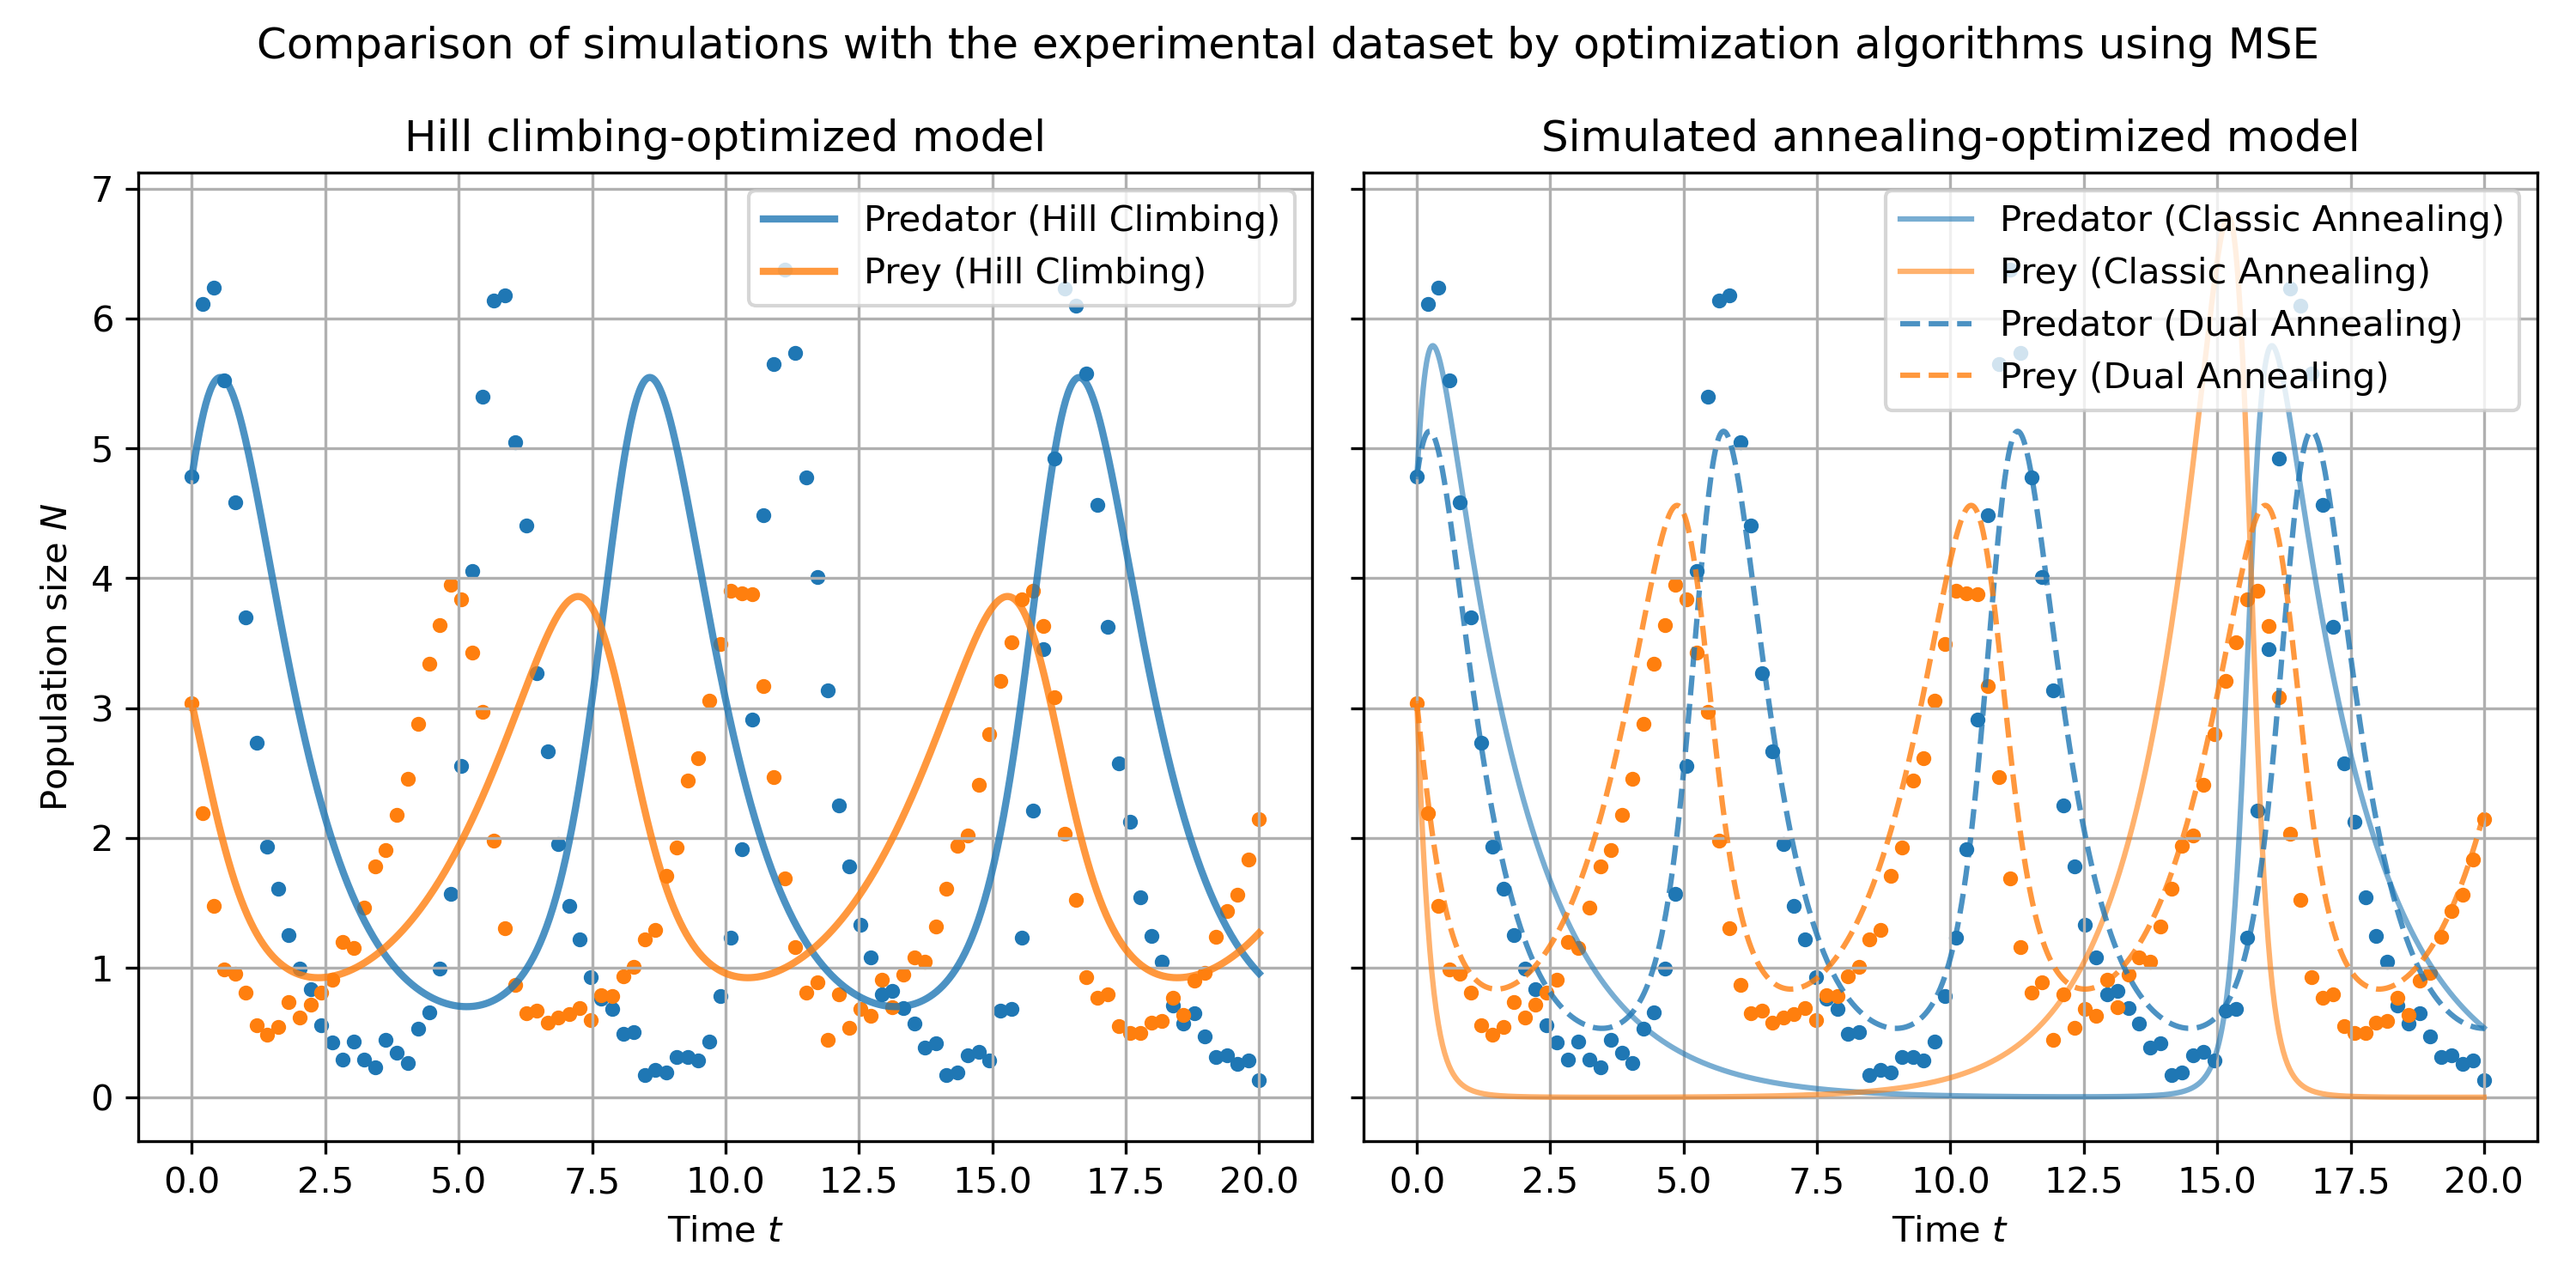 Comparison of simulations with the experimental dataset by optimization algorithms using MSE
Hill climbing-optimized model
Simulated annealing-optimized model
Predator (Hill Climbing)
Prey (Hill Climbing)
Predator (Classic Annealing)
Prey (Classic Annealing)
Predator (Dual Annealing)
Prey (Dual Annealing)
Population size N
7
6
5
4
3
2
1
0
0.0 2.5 5.0 7.5 10.0 12.5 15.0 17.5 20.0
0.0 2.5 5.0 7.5 10.0 12.5 15.0 17.5 20.0
Time t
Time t